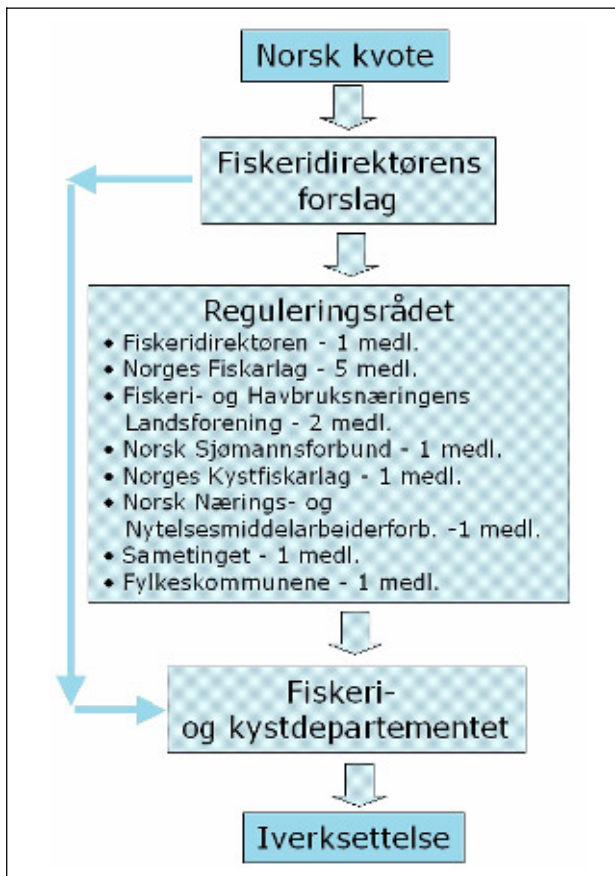 Norsk kvote
Fiskeridirektørens
forslag
Reguleringsrådet
• Fiskeridirektøren - 1 medl.
• Norges Fiskarlag - 5 medl.
• Fiskeri- og Havbruksnæringens
Landsforening - 2 medl.
• Norsk Sjømannsforbund - 1 medl.
• Norges Kystfiskarlag - 1 medl.
• Norsk Nærings- og
Nytelsesmiddelarbeiderforb. -1 medl.
• Sametinget - 1 medl.
• Fylkeskommunene - 1 medl.
Fiskeri-
og kystdepartementet
Iverksettelse